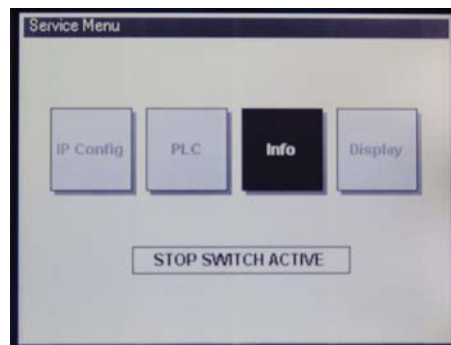 Service Menu
IP Config PLC Info Display
STOP SWITCH ACTIVE